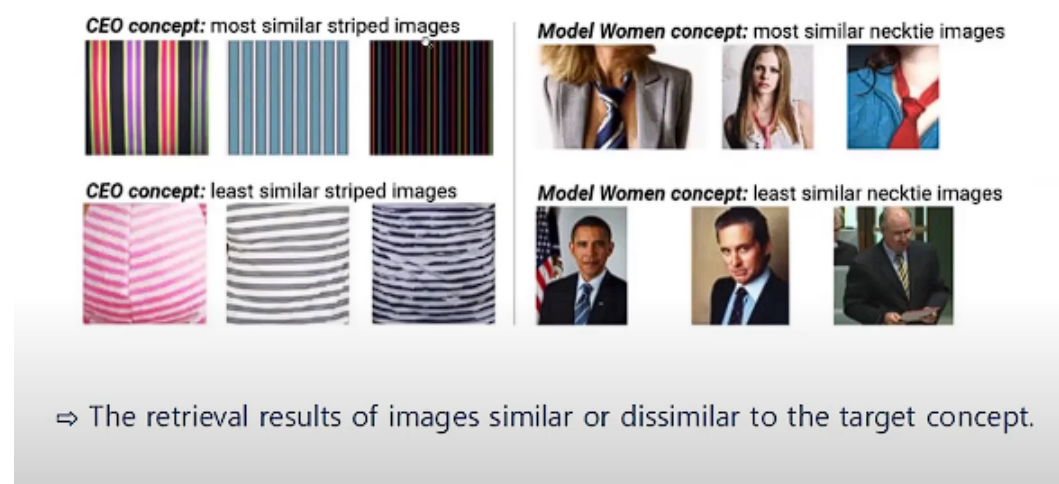 CEO concept: most similar striped images
Model Women concept: most similar necktie images
CEO concept: least similar striped images
Model Women concept: least similar necktie images
⇨ The retrieval results of images similar or dissimilar to the target concept.